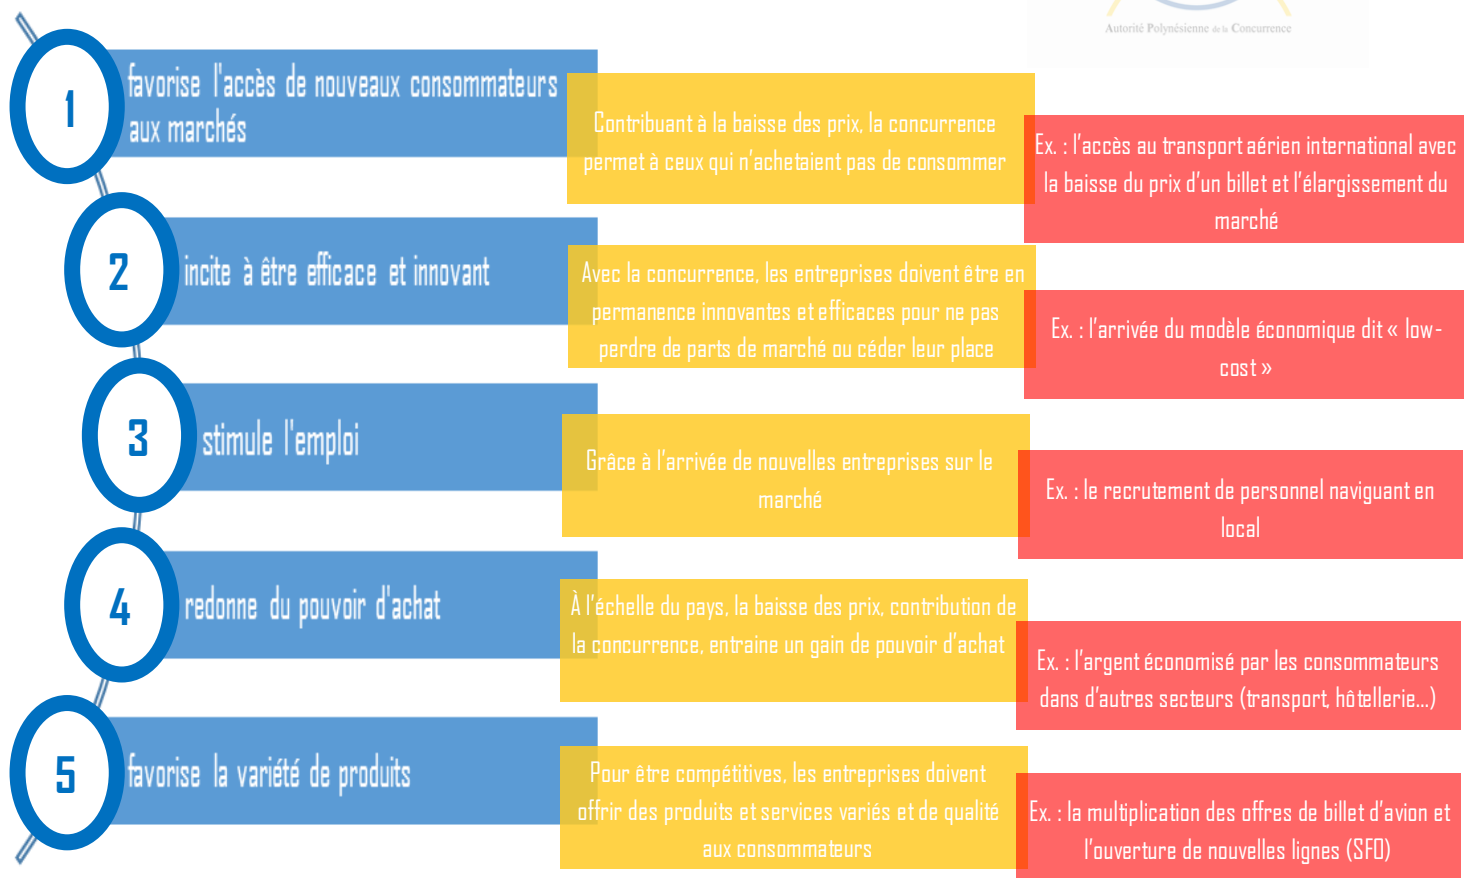 Autorité Polynésienne de la Concurrence
1
favorise l'accès de nouveaux consommateurs
aux marchés
Contribuant à la baisse des prix, la concurrence
permet à ceux qui n'achetaient pas de consommer
Ex. : l'accès au transport aérien international avec
la baisse du prix d'un billet et l'élargissement du
marché
2
incite à être efficace et innovant
Avec la concurrence, les entreprises doivent être en
permanence innovantes et efficaces pour ne pas
perdre de parts de marché ou céder leur place
Ex. : l'arrivée du modèle économique dit « low-
cost »
3
stimule l'emploi
Grâce à l'arrivée de nouvelles entreprises sur le
marché
Ex. : le recrutement de personnel naviguant en
local
4
redonne du pouvoir d'achat
À l'échelle du pays, la baisse des prix, contribution de
la concurrence, entraine un gain de pouvoir d'achat
Ex. : l'argent économisé par les consommateurs
dans d'autres secteurs (transport, hôtellerie...)
5
favorise la variété de produits
Pour être compétitives, les entreprises doivent
offrir des produits et services variés et de qualité
aux consommateurs
Ex. : la multiplication des offres de billet d'avion et
l'ouverture de nouvelles lignes (SFO)